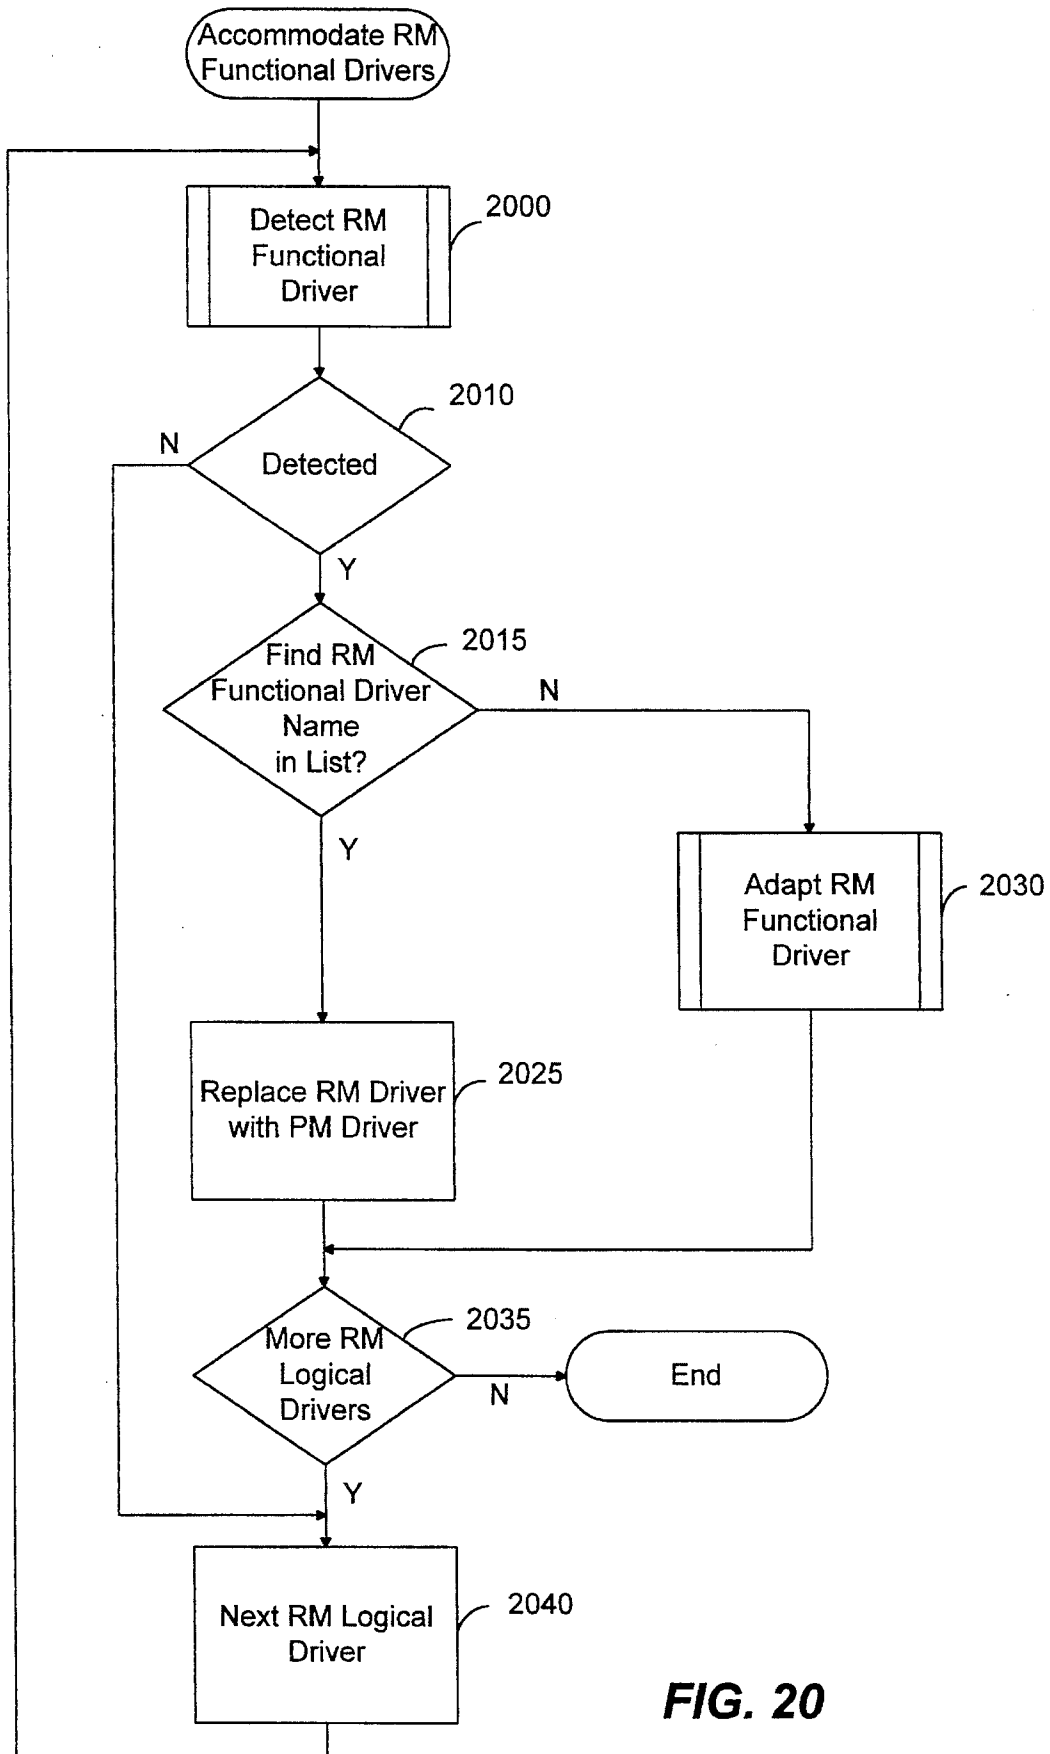 Accommodate RM
Functional Drivers
Detect RM
Functional
Driver
2000
2010
N
Detected
Y
2015
Find RM
Functional Driver
Name
in List?
N
Y
Adapt RM
Functional
Driver
2030
Replace RM Driver
with PM Driver
2025
2035
More RM
Logical
Drivers
N
End
Y
Next RM Logical
Driver
2040
FIG. 20